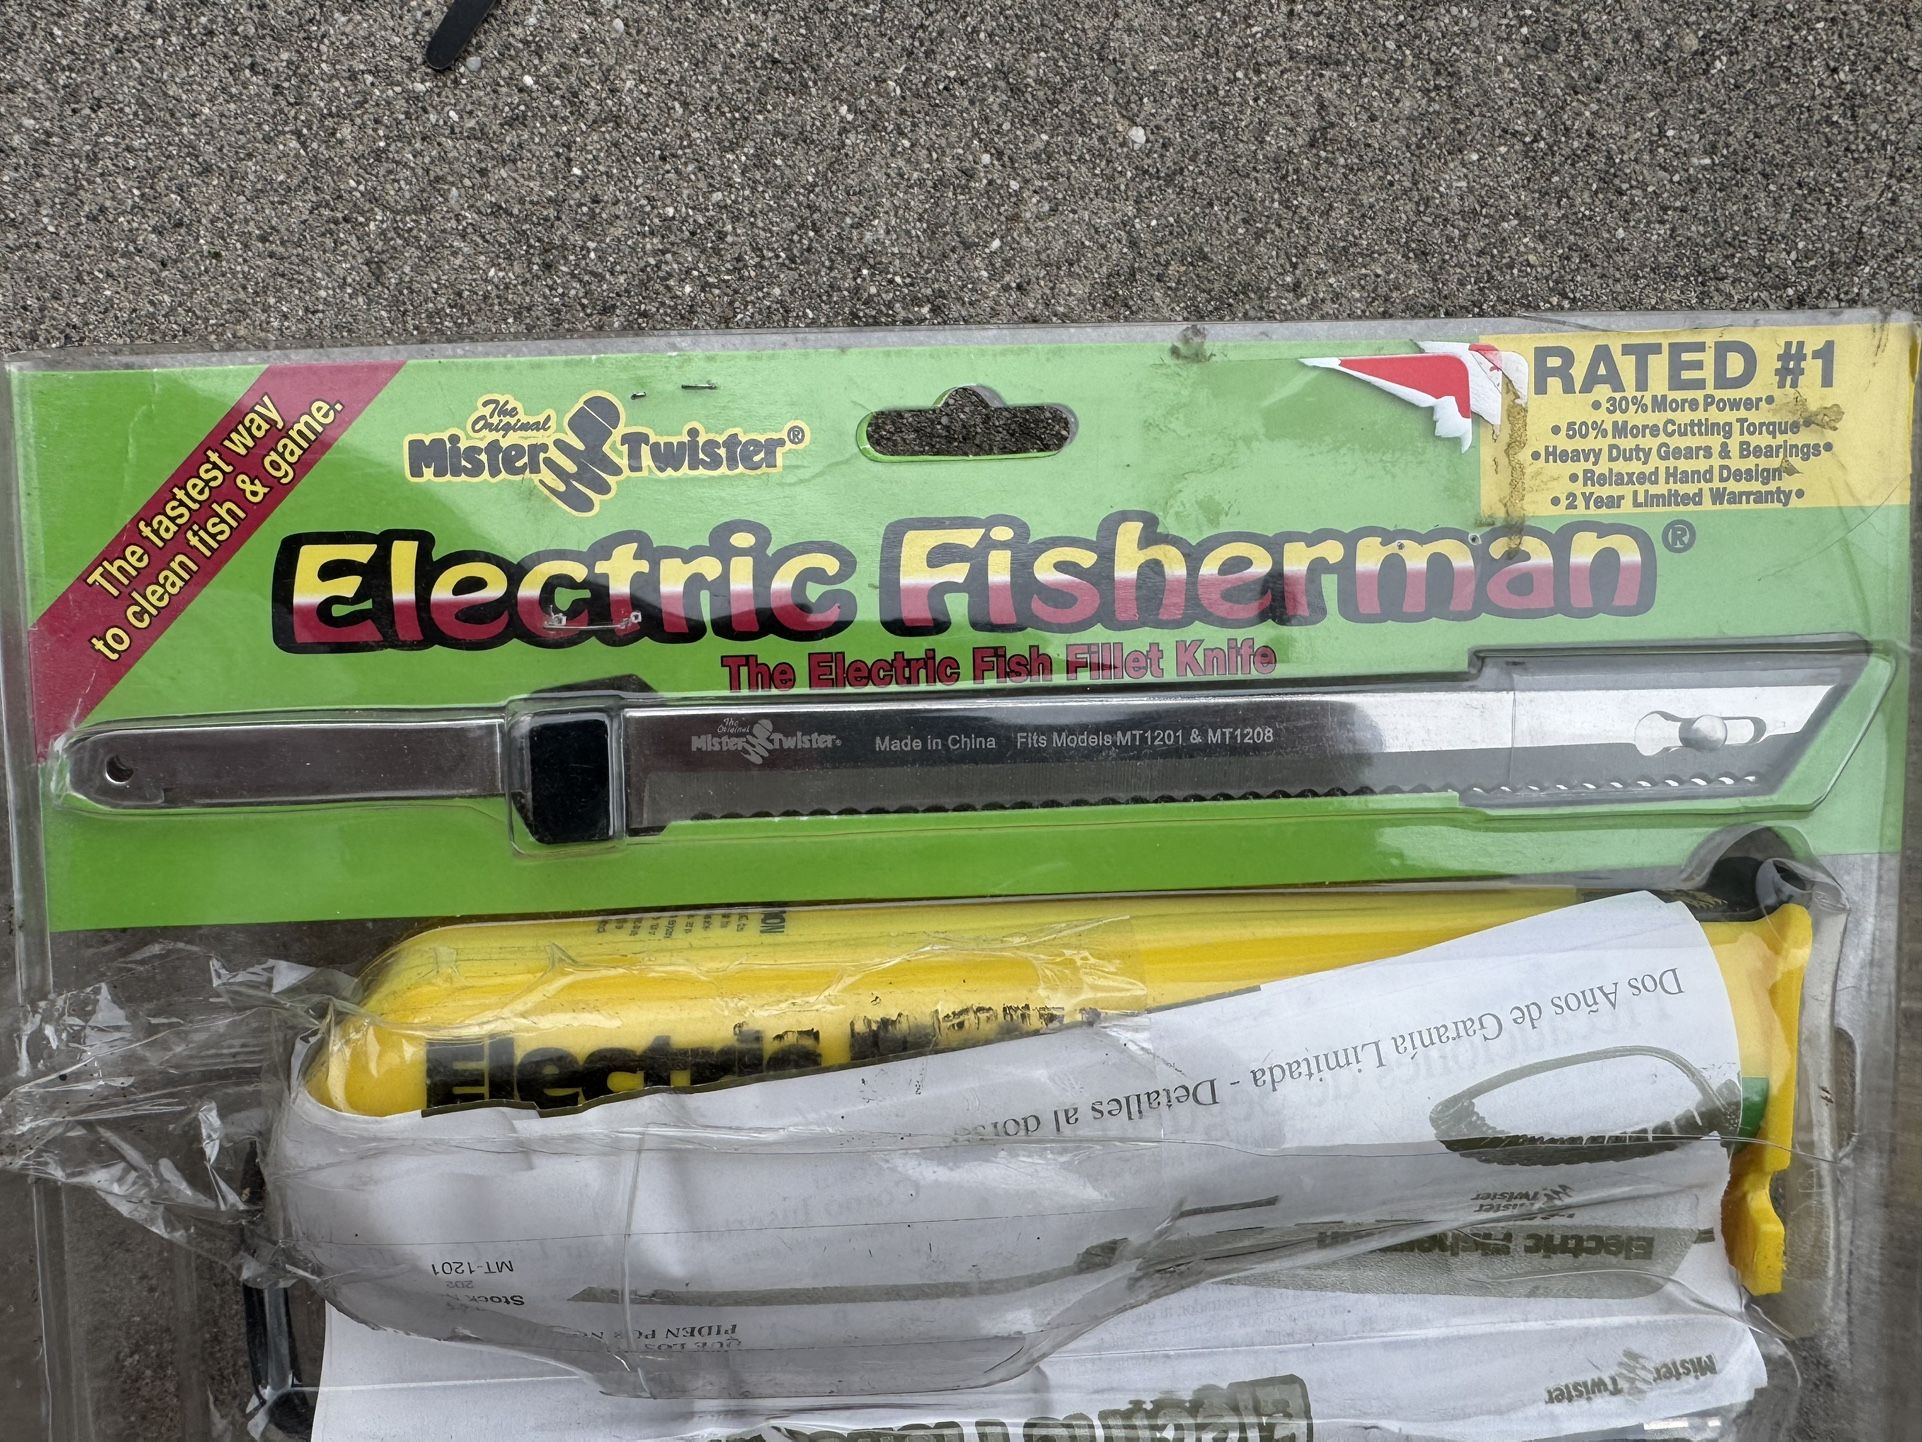 The fastest way
to clean fish & game.
The
Original
Mister Twister®
RATED #1
• 30% More Power •
• 50% More Cutting Torque •
• Heavy Duty Gears & Bearings •
• Relaxed Hand Design •
• 2 Year Limited Warranty •
Electric Fisherman®
The Electric Fish Fillet Knife
The
Original
Mister Twister®
Made in China
Fits Models MT1201 & MT1208
Electric
Dos Años de Garanía Limitada - Detalles al
Mister
Twister
Electric Fisherman
MT-1201
Stock
Mister
Twister